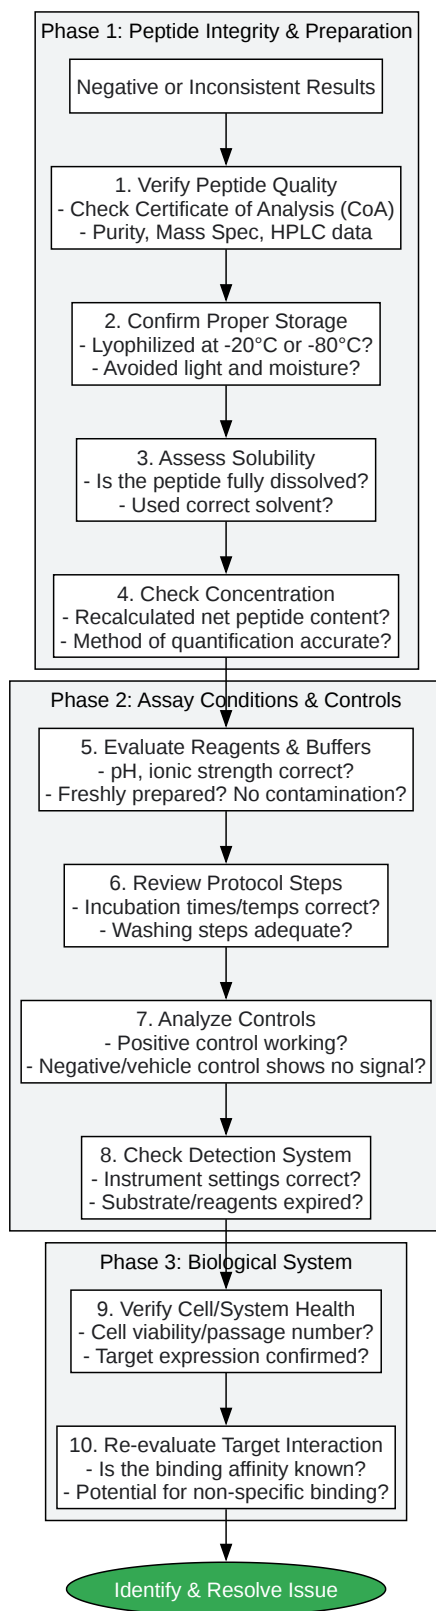 Phase 1: Peptide Integrity & Preparation
Negative or Inconsistent Results
1. Verify Peptide Quality
- Check Certificate of Analysis (CoA)
- Purity, Mass Spec, HPLC data
2. Confirm Proper Storage
- Lyophilized at -20°C or -80°C?
- Avoided light and moisture?
3. Assess Solubility
- Is the peptide fully dissolved?
- Used correct solvent?
4. Check Concentration
- Recalculated net peptide content?
- Method of quantification accurate?
Phase 2: Assay Conditions & Controls
5. Evaluate Reagents & Buffers
- pH, ionic strength correct?
- Freshly prepared? No contamination?
6. Review Protocol Steps
- Incubation times/temps correct?
- Washing steps adequate?
7. Analyze Controls
- Positive control working?
- Negative/vehicle control shows no signal?
8. Check Detection System
- Instrument settings correct?
- Substrate/reagents expired?
Phase 3: Biological System
9. Verify Cell/System Health
- Cell viability/passage number?
- Target expression confirmed?
10. Re-evaluate Target Interaction
- Is the binding affinity known?
- Potential for non-specific binding?
Identify & Resolve Issue